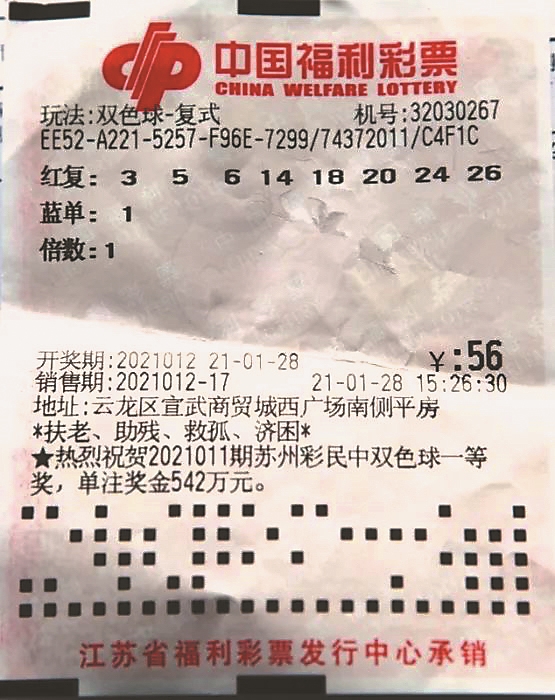 中国福利彩票
CHINA WELFARE LOTTERY
玩法:双色球-复式 机号:32030267
EE52-A221-5257-F96E-7299/74372011/C4F1C
红复: 3 5 6 14 18 20 24 26
蓝单: 1
倍数:1
开奖期:2021012 21-01-28 ¥:56
销售期:2021012-17 21-01-28 15:26:30
地址:云龙区宣武商贸城西广场南侧平房
*扶老、助残、救孤、济困*
★热烈祝贺2021011期苏州彩民中双色球一等
奖，单注奖金542万元。
江苏省福利彩票发行中心承销